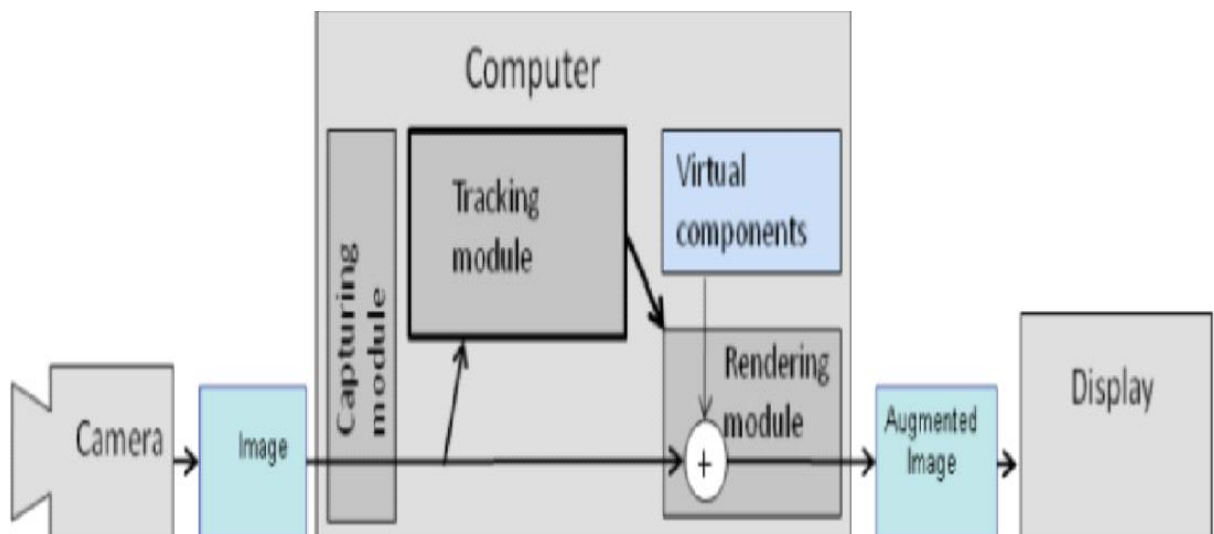 Computer
Camera
Image
Capturing
module
Tracking
module
Virtual
components
Rendering
module
+
Augmented
Image
Display